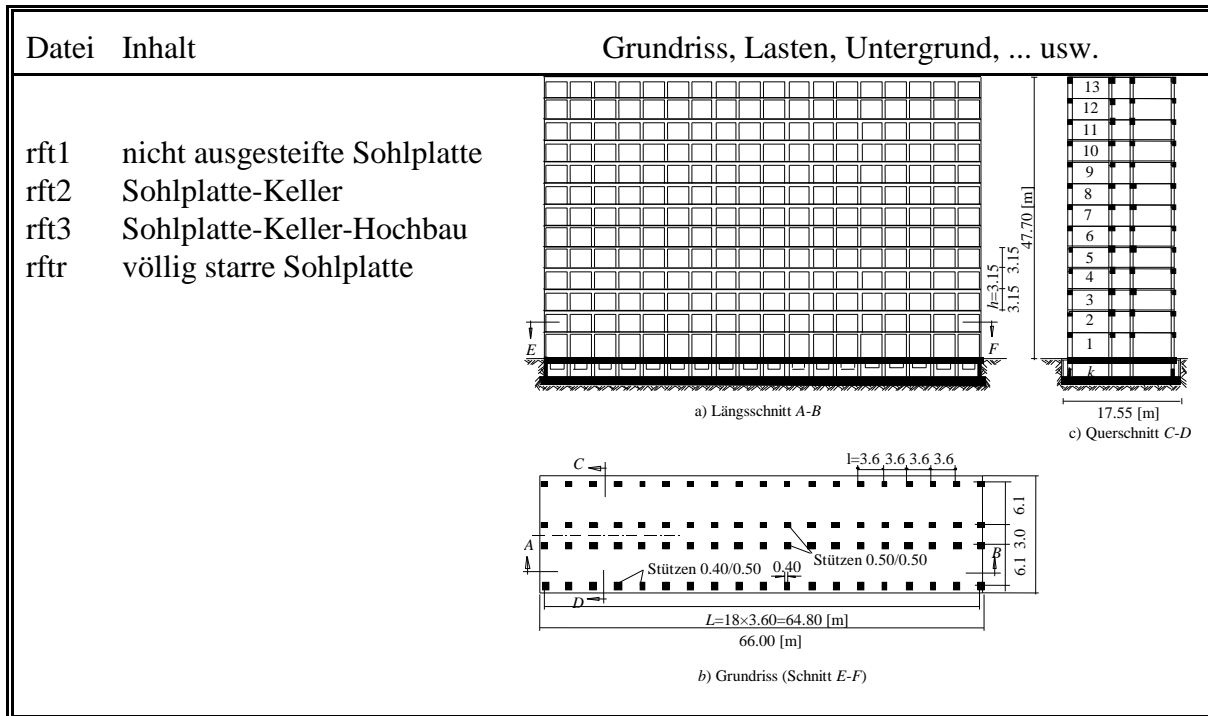 Datei Inhalt Grundriss, Lasten, Untergrund, ... usw.
rft1 nicht ausgesteifte Sohlplatte
rft2 Sohlplatte-Keller
rft3 Sohlplatte-Keller-Hochbau
rftr völlig starre Sohlplatte
13
12
11
10
9
8
7
6
5
4
3
2
1
k
47.70 [m]
3.15
h=3.15
3.15
E
F
a) Längsschnitt A-B
17.55 [m]
c) Querschnitt C-D
C
l=3.6 3.6 3.6 3.6
6.1
3.0
6.1
A
B
Stützen 0.50/0.50
Stützen 0.40/0.50
0.40
D
L=18×3.60=64.80 [m]
66.00 [m]
b) Grundriss (Schnitt E-F)